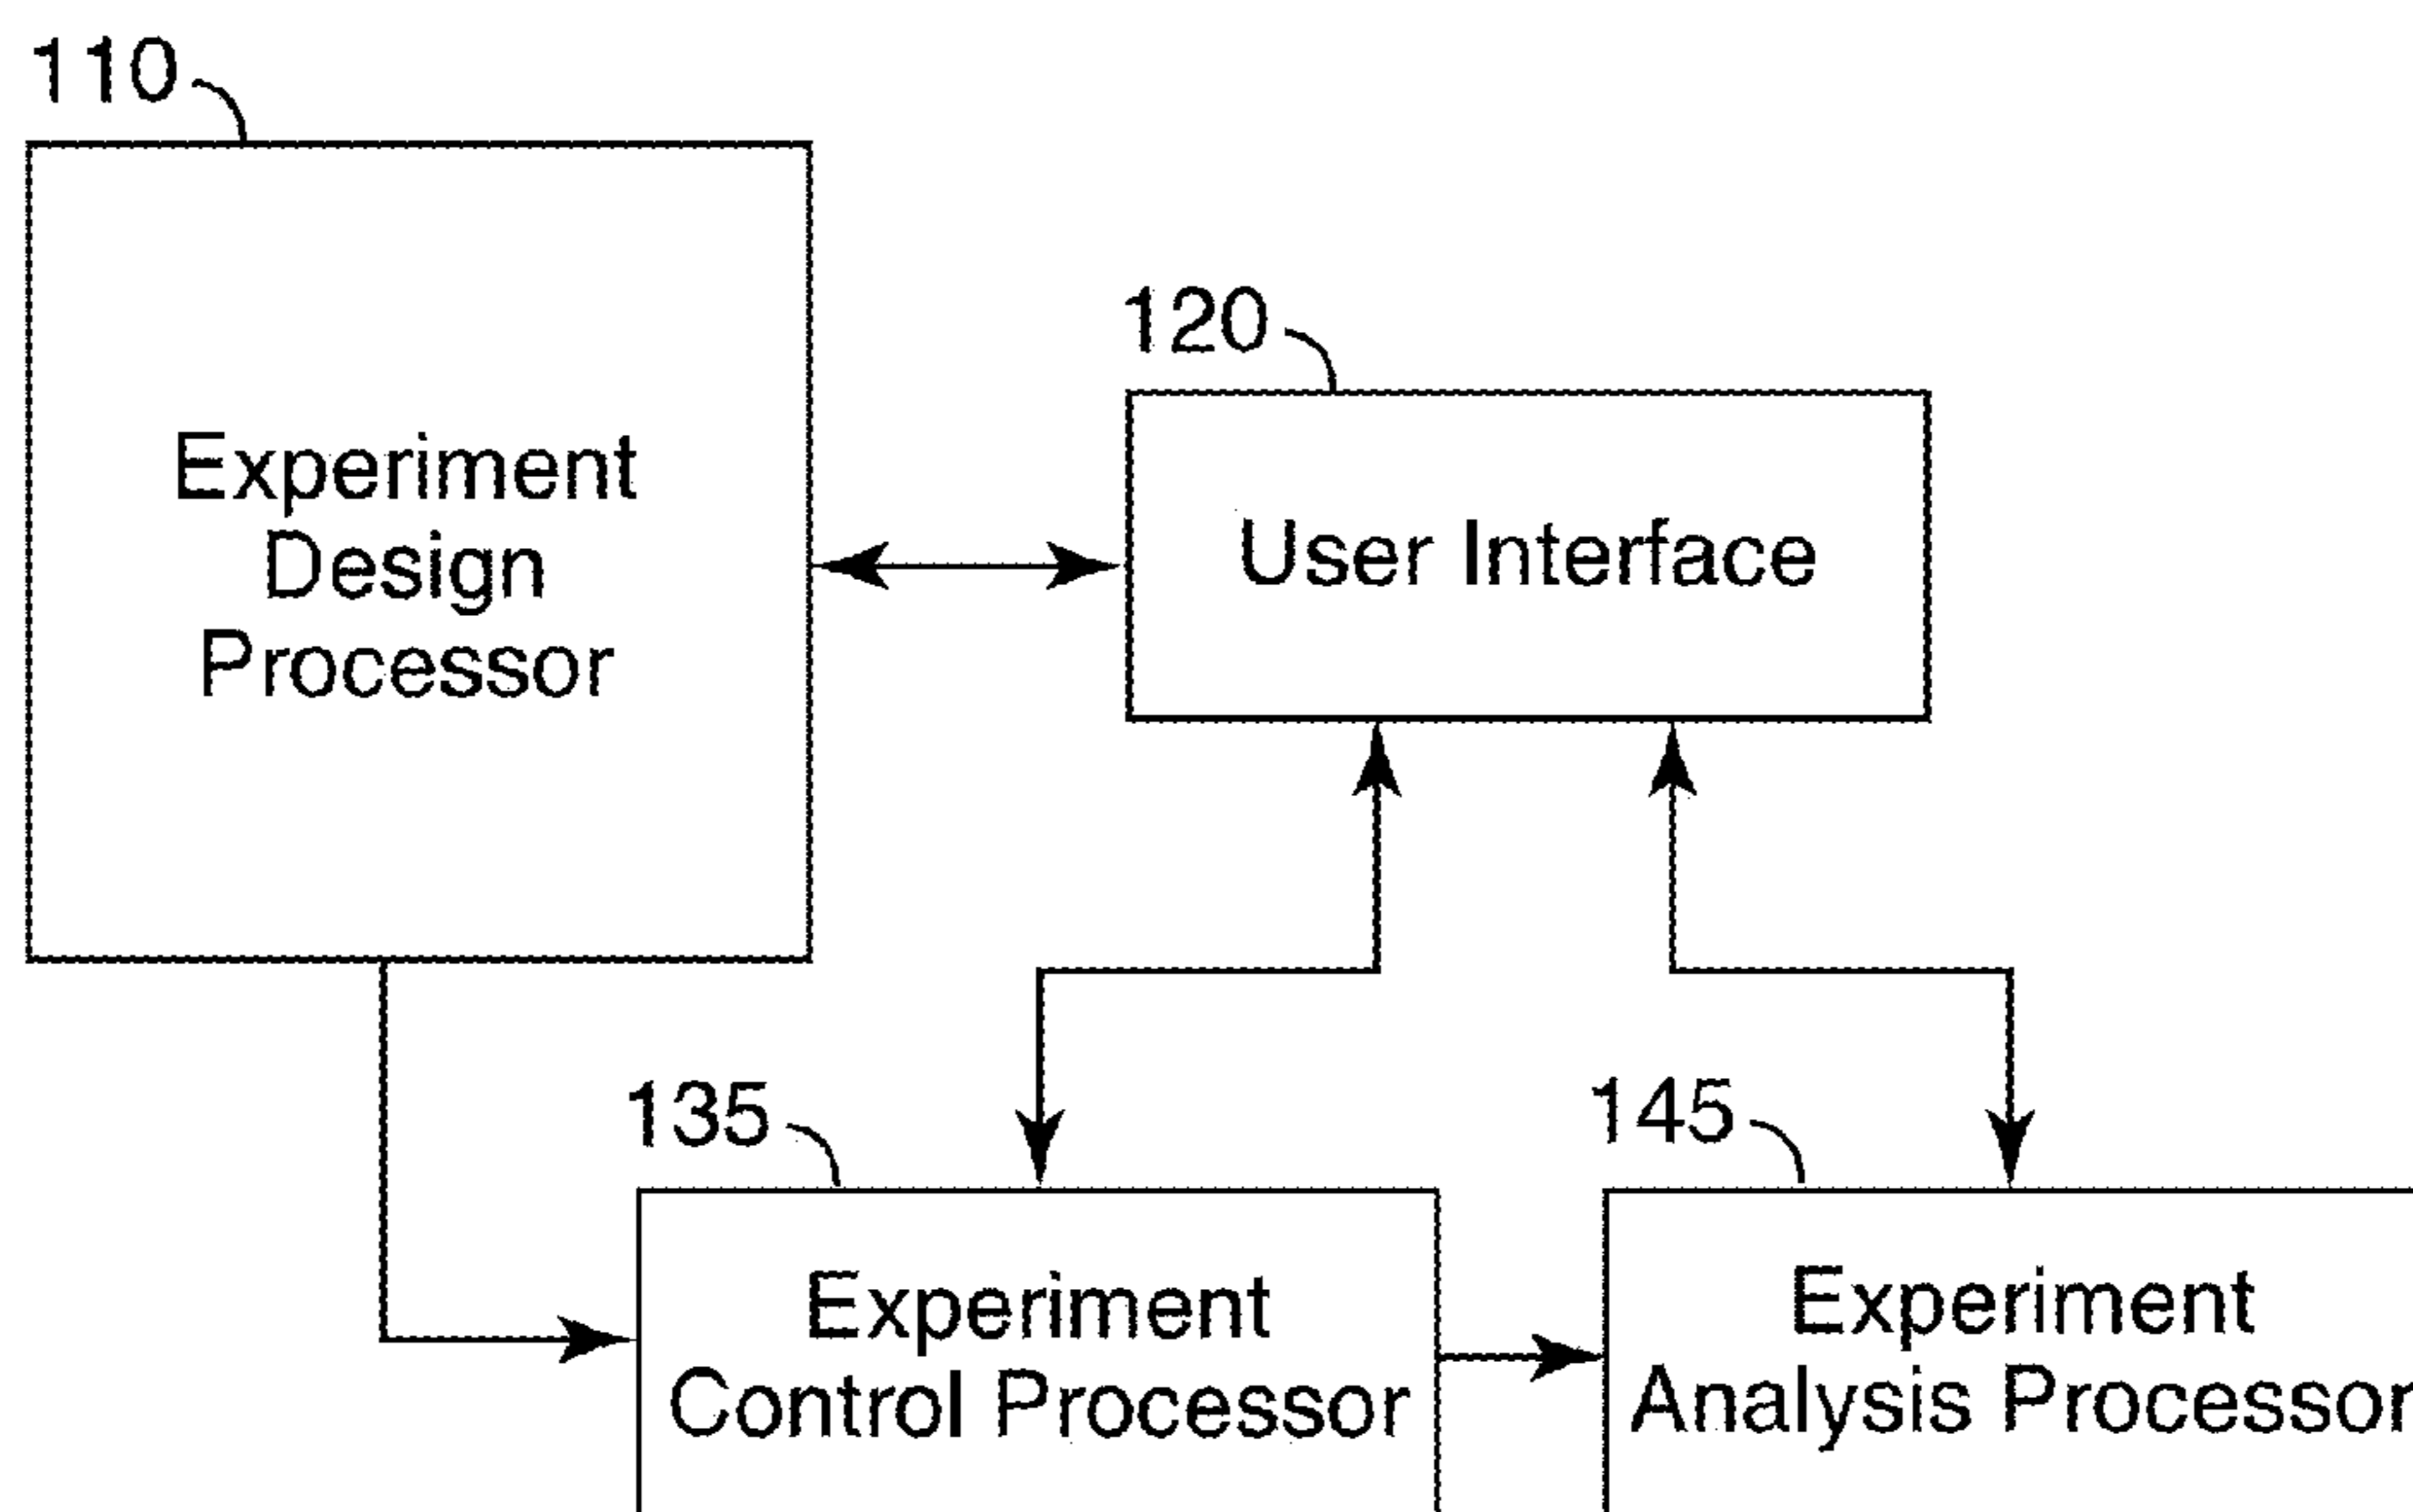 110
Experiment
Design
Processor
120
User Interface
135
Experiment
Control Processor
145
Experiment
Analysis Processor